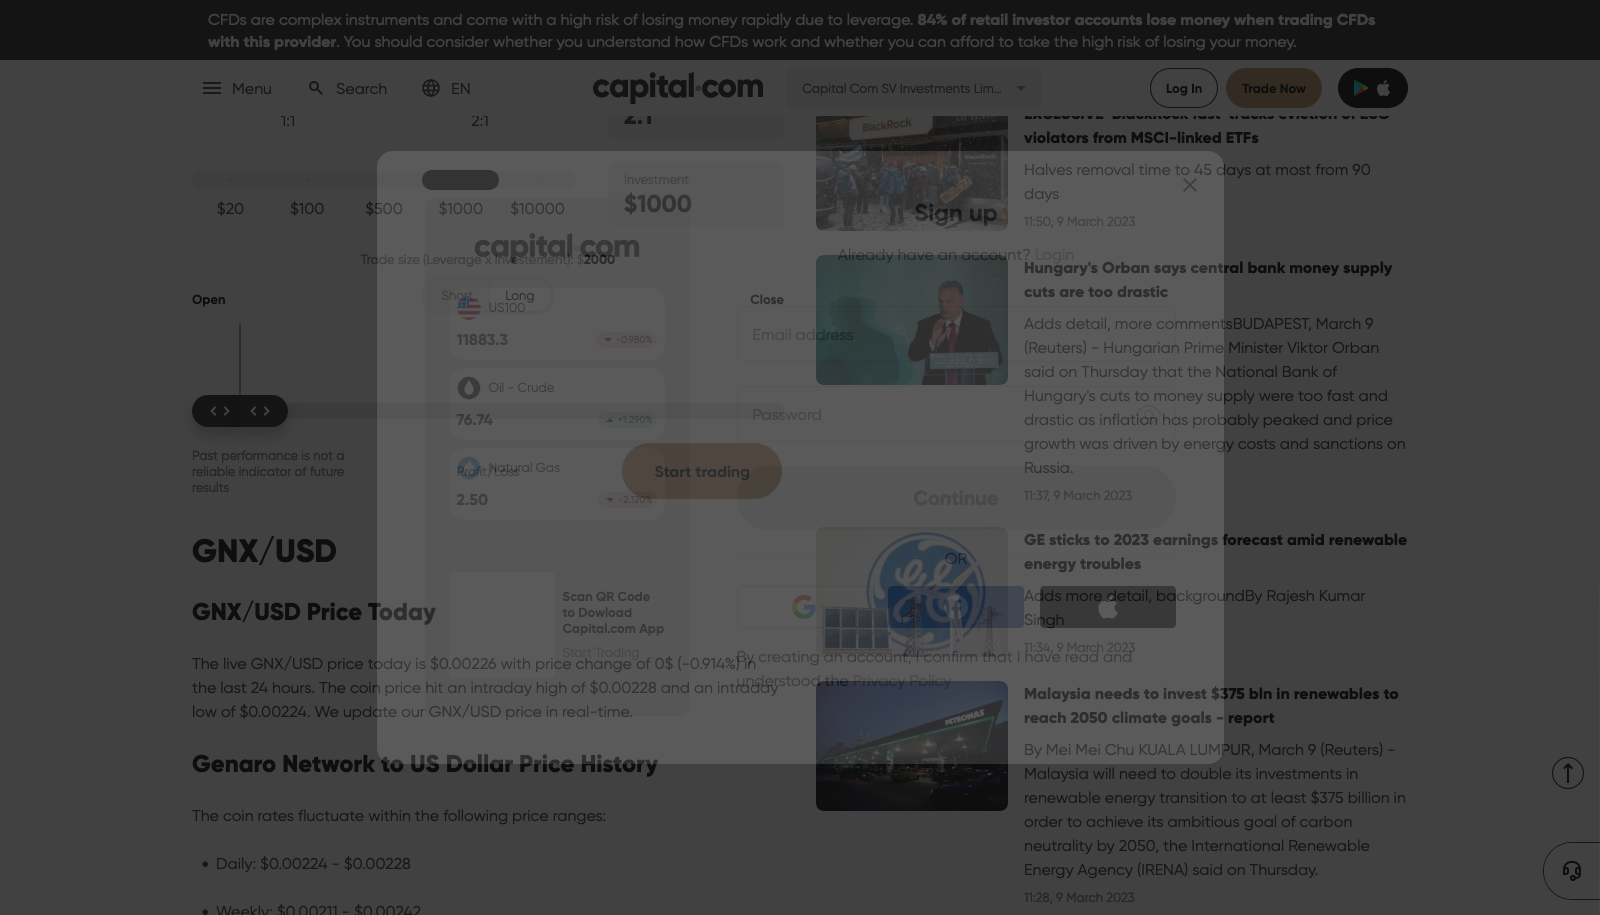 CFDs are complex instruments and come with a high risk of losing money rapidly due to leverage. 84% of retail investor accounts lose money when trading CFDs
with this provider. You should consider whether you understand how CFDs work and whether you can afford to take the high risk of losing your money.
Menu
Search
EN
capital.com
Capital Com SV Investments Lim...
Log In
Trade Now
1:1
2:1
2:1
$20
$100
$500
$1000
$10000
Investment
$1000
Trade size (Leverage x Investement): $2000
Open
Short
Long
Close
Past performance is not a
reliable indicator of future
results
Profit/Loss
Start trading
GNX/USD
GNX/USD Price Today
The live GNX/USD price today is $0.00226 with price change of 0$ (-0.914%) in
the last 24 hours. The coin price hit an intraday high of $0.00228 and an intraday
low of $0.00224. We update our GNX/USD price in real-time.
Genaro Network to US Dollar Price History
The coin rates fluctuate within the following price ranges:
Daily: $0.00224 - $0.00228
Weekly: $0.00211 - $0.00242
capital.com
US100
11883.3
-0.980%
Oil - Crude
76.74
+1.290%
Natural Gas
2.50
-2.120%
Scan QR Code
to Dowload
Capital.com App
Start Trading
Sign up
Already have an account? Login
Email address
Password
Continue
OR
By creating an account, I confirm that I have read and
understood the Privacy Policy
BlackRock
EXCLUSIVE-BlackRock fast-tracks eviction of ESG
violators from MSCI-linked ETFs
Halves removal time to 45 days at most from 90
days
11:50, 9 March 2023
Hungary's Orban says central bank money supply
cuts are too drastic
Adds detail, more commentsBUDAPEST, March 9
(Reuters) - Hungarian Prime Minister Viktor Orban
said on Thursday that the National Bank of
Hungary's cuts to money supply were too fast and
drastic as inflation has probably peaked and price
growth was driven by energy costs and sanctions on
Russia.
11:37, 9 March 2023
GE sticks to 2023 earnings forecast amid renewable
energy troubles
Adds more detail, backgroundBy Rajesh Kumar
Singh
11:34, 9 March 2023
PETRONAS
Malaysia needs to invest $375 bln in renewables to
reach 2050 climate goals - report
By Mei Mei Chu KUALA LUMPUR, March 9 (Reuters) -
Malaysia will need to double its investments in
renewable energy transition to at least $375 billion in
order to achieve its ambitious goal of carbon
neutrality by 2050, the International Renewable
Energy Agency (IRENA) said on Thursday.
11:28, 9 March 2023